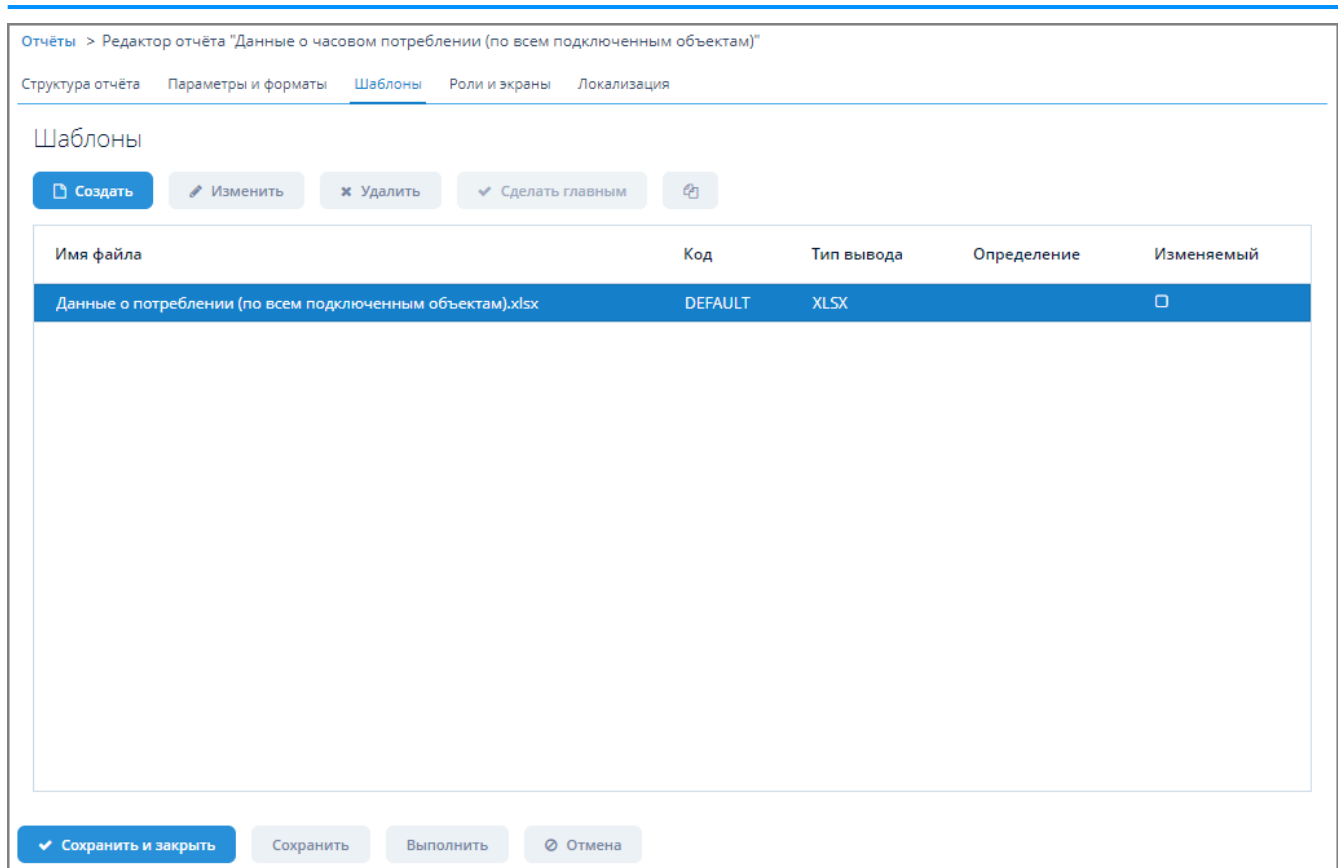 Отчёты > Редактор отчёта "Данные о часовом потреблении (по всем подключенным объектам)"
Структура отчёта Параметры и форматы Шаблоны Роли и экраны Локализация
Шаблоны
Создать Изменить Удалить Сделать главным
Имя файла Код Тип вывода Определение Изменяемый
Данные о потреблении (по всем подключенным объектам).xlsx DEFAULT XLSX
Сохранить и закрыть Сохранить Выполнить Отмена